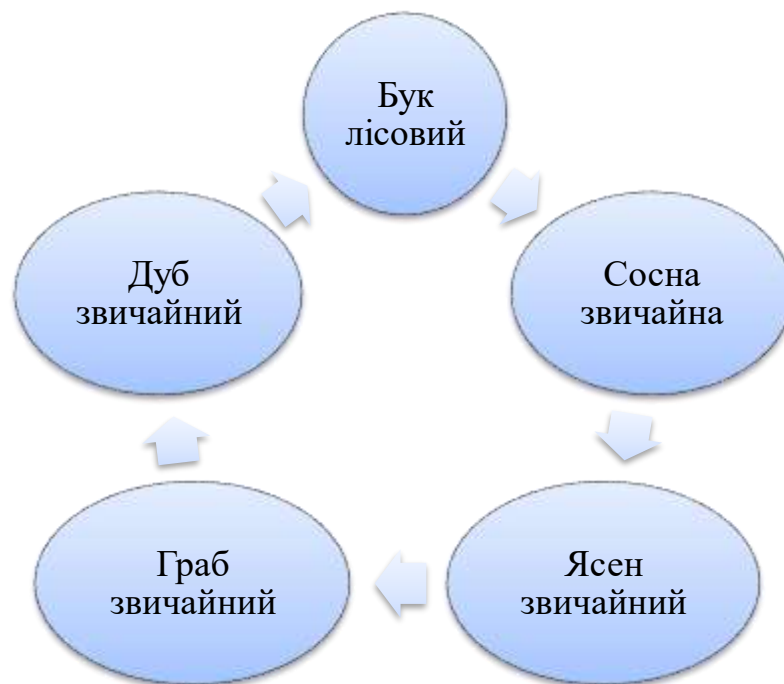 Бук
лісовий
Сосна
звичайна
Ясен
звичайний
Граб
звичайний
Дуб
звичайний